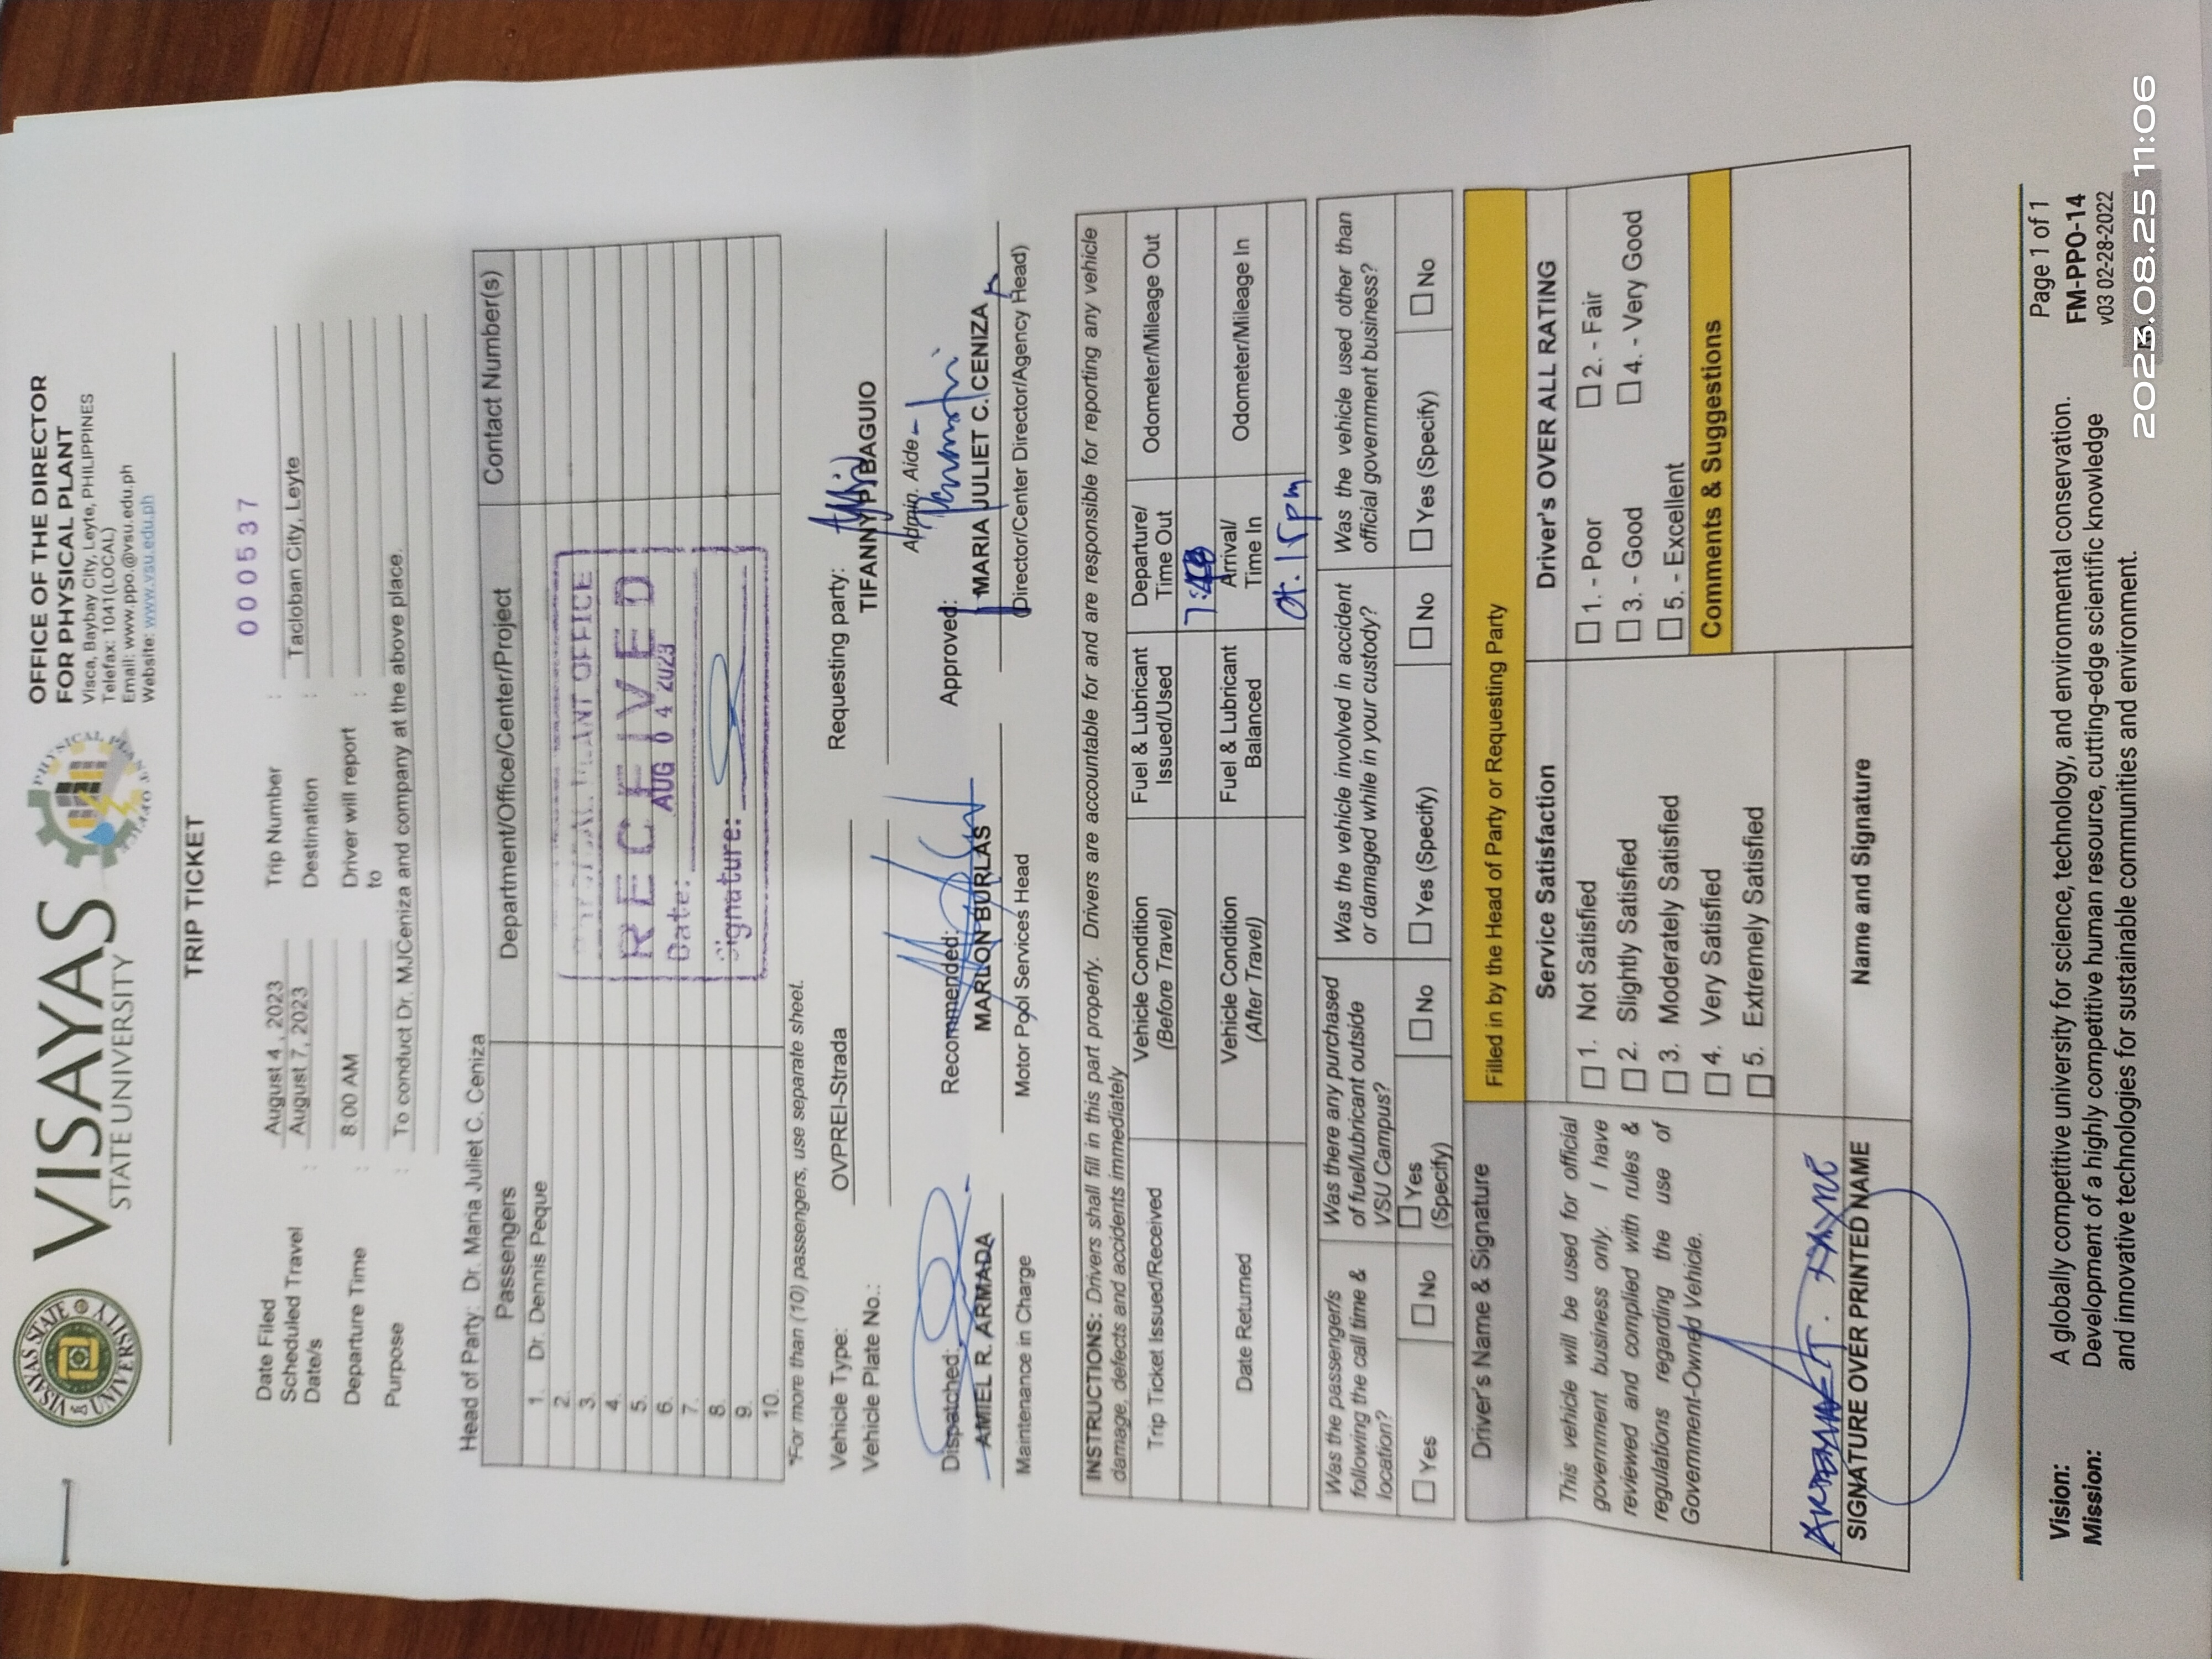 VISAYAS
STATE UNIVERSITY
OFFICE OF THE DIRECTOR
FOR PHYSICAL PLANT
Visca, Baybay City, Leyte, PHILIPPINES
Telefax: 1041(LOCAL)
Email: www.ppo.@vsu.edu.ph
Website: www.vsu.edu.ph
TRIP TICKET
000537
Date Filed August 4, 2023 Trip Number :
Scheduled Travel Date/s : August 7, 2023 Destination : Tacloban City, Leyte
Departure Time : 8:00 AM Driver will report to :
Purpose : To conduct Dr. MJCeniza and company at the above place.
Head of Party: Dr. Maria Juliet C. Ceniza
Passengers Department/Office/Center/Project Contact Number(s)
1. Dr. Dennis Peque
2.
3.
4.
5.
6.
7.
8.
9.
10.
PLANT OFFICE
RECEIVED
Date: AUG 04 2023
Signature:
*For more than (10) passengers, use separate sheet.
Vehicle Type: OVPREI-Strada
Vehicle Plate No.:
Requesting party:
TIFANNY P. IBAGUIO
Admin. Aide
Dispatched: Recommended: Approved:
AMIEL R. ARMADA MARLON BURLAS MARIA JULIET C. CENIZA
Maintenance in Charge Motor Pool Services Head (Director/Center Director/Agency Head)
INSTRUCTIONS: Drivers shall fill in this part properly. Drivers are accountable for and are responsible for reporting any vehicle
damage, defects and accidents immediately
Trip Ticket Issued/Received Vehicle Condition (Before Travel) Fuel & Lubricant Issued/Used Departure/ Time Out Odometer/Mileage Out
Date Returned Vehicle Condition (After Travel) Fuel & Lubricant Balanced Arrival/ Time In Odometer/Mileage In
Was the passenger/s following the call time & location?
Yes No
Was there any purchased of fuel/lubricant outside VSU Campus?
Yes (Specify) No
Was the vehicle involved in accident or damaged while in your custody?
Yes (Specify) No
Was the vehicle used other than official government business?
Yes (Specify) No
Driver's Name & Signature
This vehicle will be used for official
government business only. I have
reviewed and complied with rules &
regulations regarding the use of
Government-Owned Vehicle.
SIGNATURE OVER PRINTED NAME
Filled in by the Head of Party or Requesting Party
Service Satisfaction
1. Not Satisfied
2. Slightly Satisfied
3. Moderately Satisfied
4. Very Satisfied
5. Extremely Satisfied
Name and Signature
Driver's OVER ALL RATING
1. - Poor 2. - Fair
3. - Good 4. - Very Good
5. - Excellent
Comments & Suggestions
Vision: A globally competitive university for science, technology, and environmental conservation.
Mission: Development of a highly competitive human resource, cutting-edge scientific knowledge
and innovative technologies for sustainable communities and environment.
Page 1 of 1
FM-PPO-14
v03 02-28-2022
2023.08.25 11:06